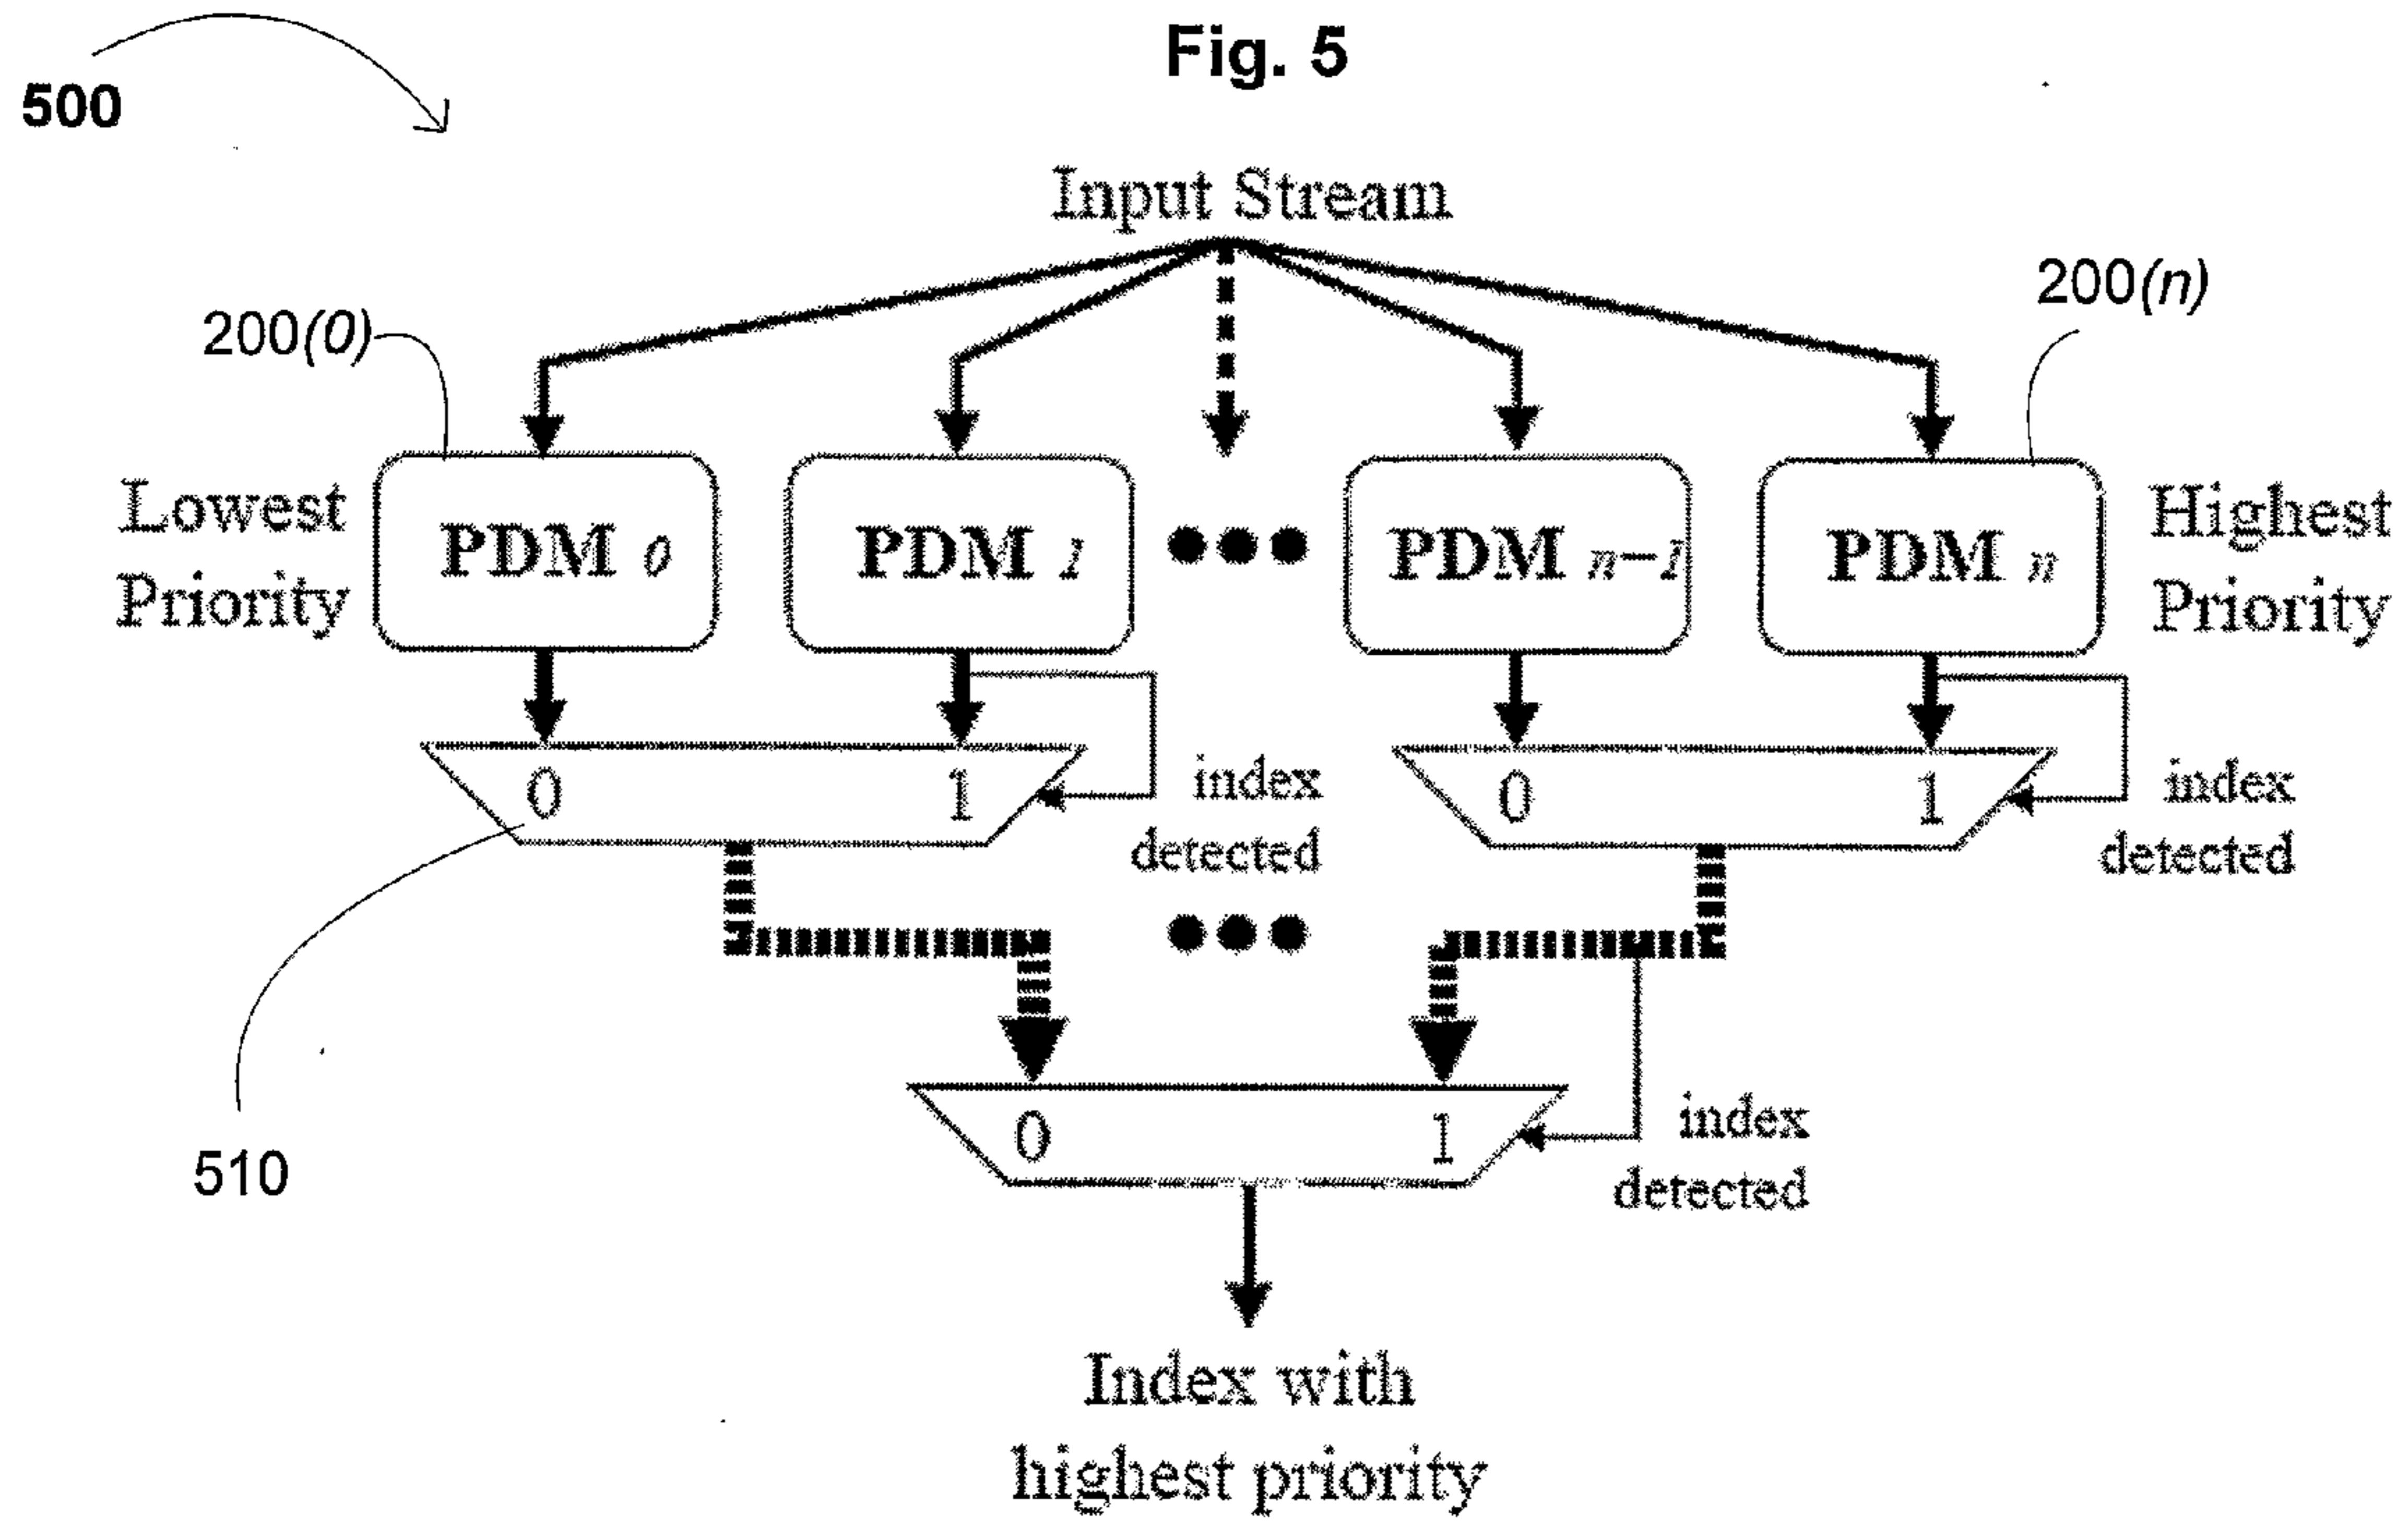 Fig. 5
500
Input Stream
200(0)
200(n)
Lowest
Priority
PDM 0
PDM 1
PDM n-1
PDM n
Highest
Priority
0
1
index
detected
0
1
index
detected
0
1
index
detected
510
Index with
highest priority